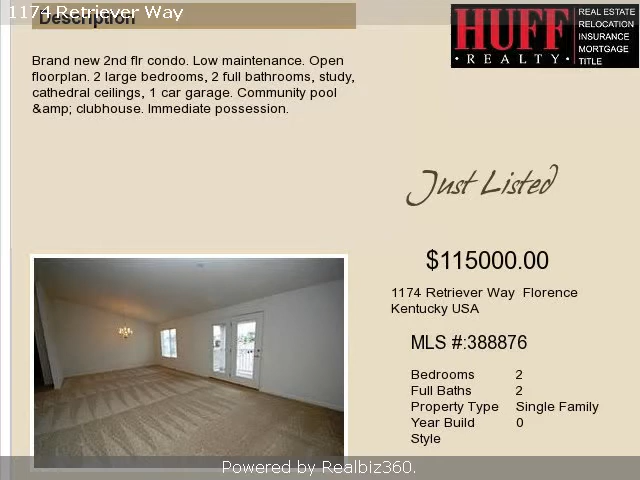 1174 Retriever Way
Description
Brand new 2nd flr condo. Low maintenance. Open
floorplan. 2 large bedrooms, 2 full bathrooms, study,
cathedral ceilings, 1 car garage. Community pool
&amp; clubhouse. Immediate possession.
HUFF
·REALTY·
REAL ESTATE
RELOCATION
INSURANCE
MORTGAGE
TITLE
Just Listed
$115000.00
1174 Retriever Way  Florence
Kentucky USA
MLS #:388876
Bedrooms 2
Full Baths 2
Property Type Single Family
Year Build 0
Style
Powered by Realbiz360.